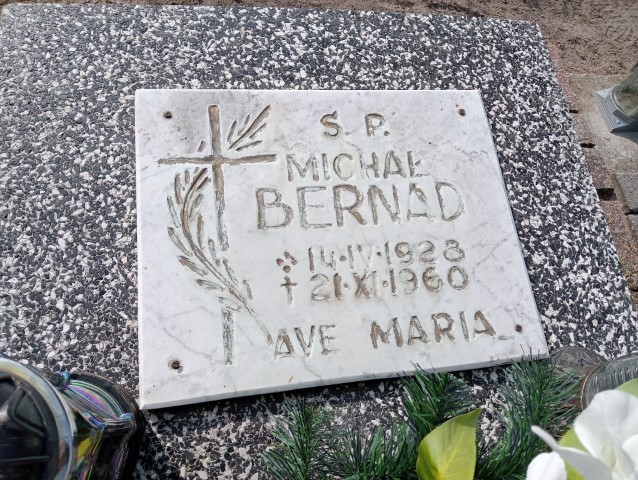 S. P.
MICHAŁ
BERNAD
* 14·IV·1928
† 21·XI·1960
AVE MARIA